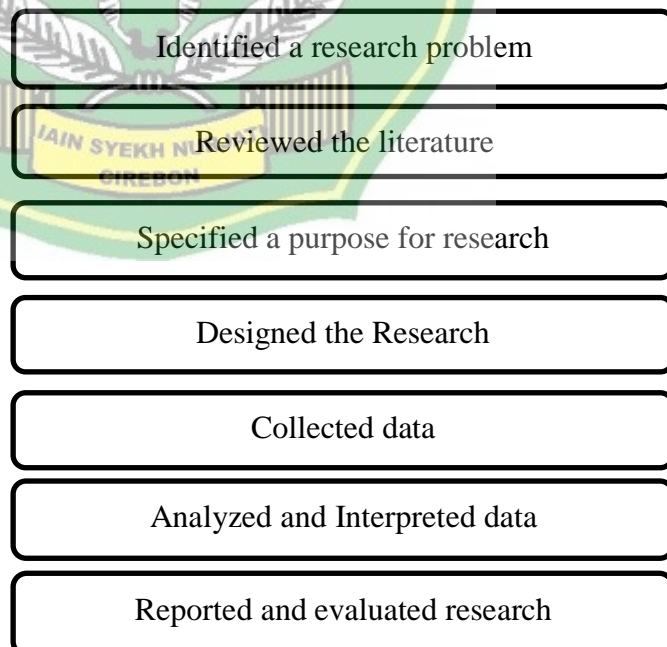 Identified a research problem
IAIN SYEKH
Reviewed the literature
CIREBON
Specified a purpose for research
Designed the Research
Collected data
Analyzed and Interpreted data
Reported and evaluated research